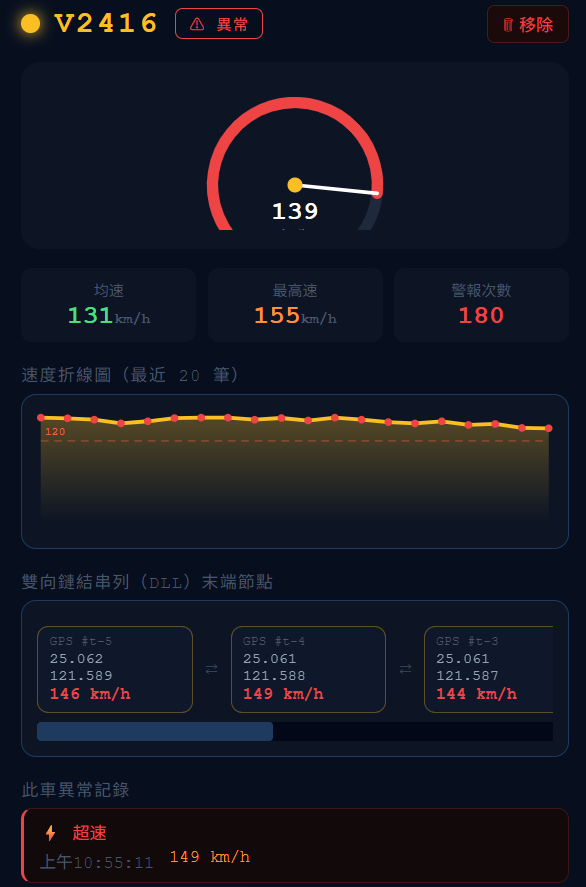 V2416 異常 移除
139
均速 最高速 警報次數
131km/h 155km/h 180
速度折線圖（最近 20 筆）
120
雙向鏈結串列（DLL）末端節點
GPS #t-5 GPS #t-4 GPS #t-3
25.062 ⇄ 25.061 ⇄ 25.061
121.589 121.588 121.587
146 km/h 149 km/h 144 km/h
此車異常記錄
超速
上午10:55:11 149 km/h